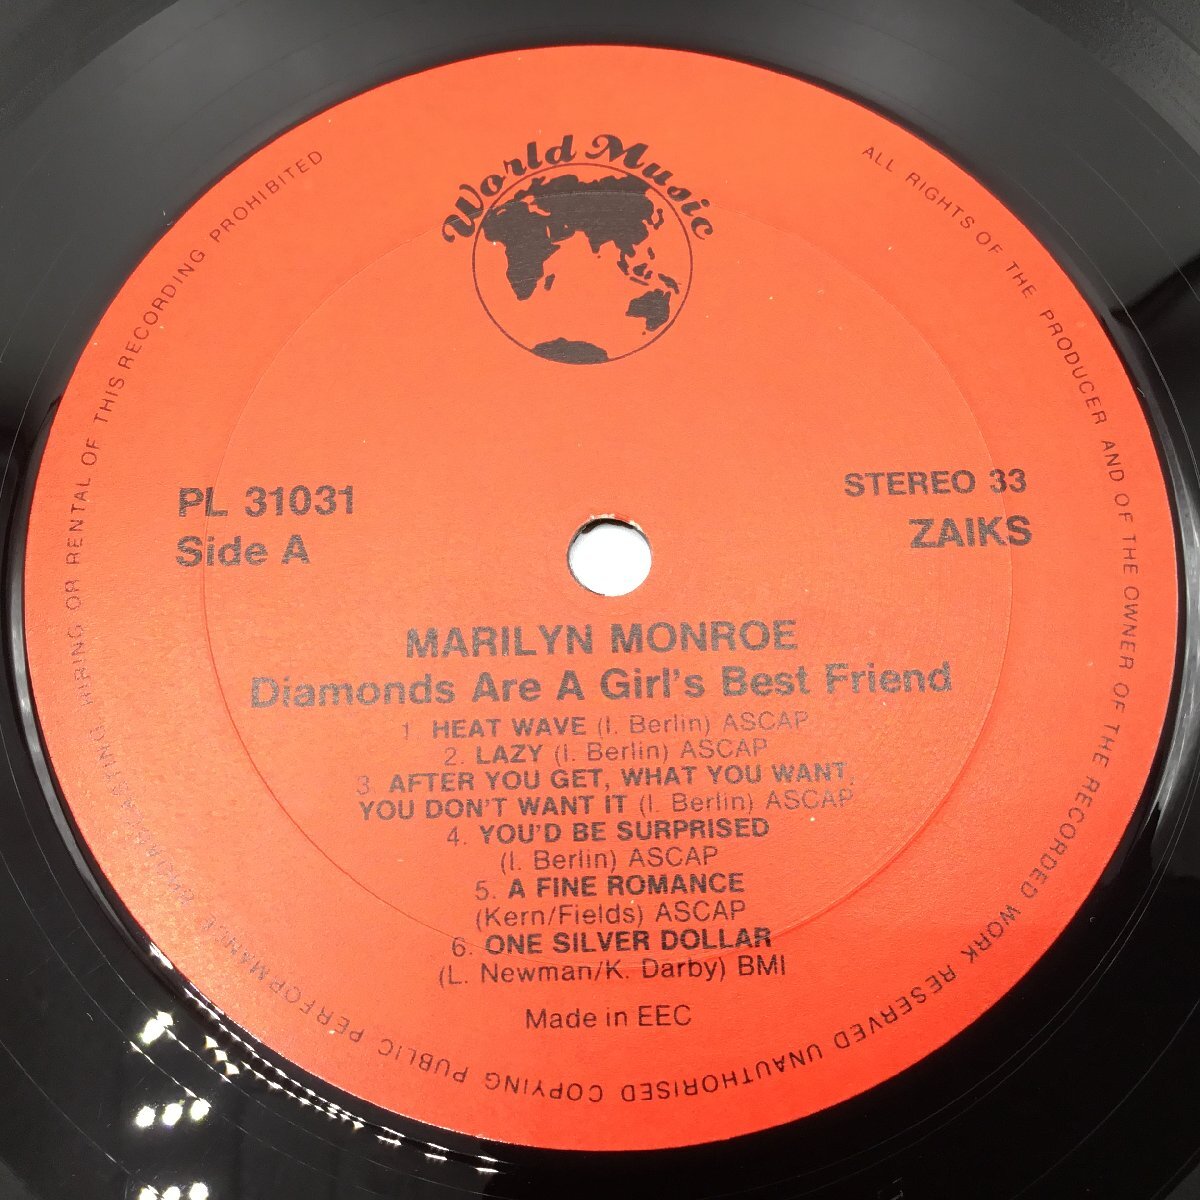 World Music
PL 31031
Side A
STEREO 33
ZAIKS
MARILYN MONROE
Diamonds Are A Girl's Best Friend
1. HEAT WAVE (I. Berlin) ASCAP
2. LAZY (I. Berlin) ASCAP
3. AFTER YOU GET, WHAT YOU WANT,
YOU DON'T WANT IT (I. Berlin) ASCAP
4. YOU'D BE SURPRISED
(I. Berlin) ASCAP
5. A FINE ROMANCE
(Kern/Fields) ASCAP
6. ONE SILVER DOLLAR
(L. Newman/K. Darby) BMI
Made in EEC
ALL RIGHTS OF THE PRODUCER AND OF THE OWNER OF THE RECORDED WORK RESERVED UNAUTHORISED COPYING PUBLIC PERFORMANCE BROADCASTING WIRING OR RENTAL OF THIS RECORDING PROHIBITED